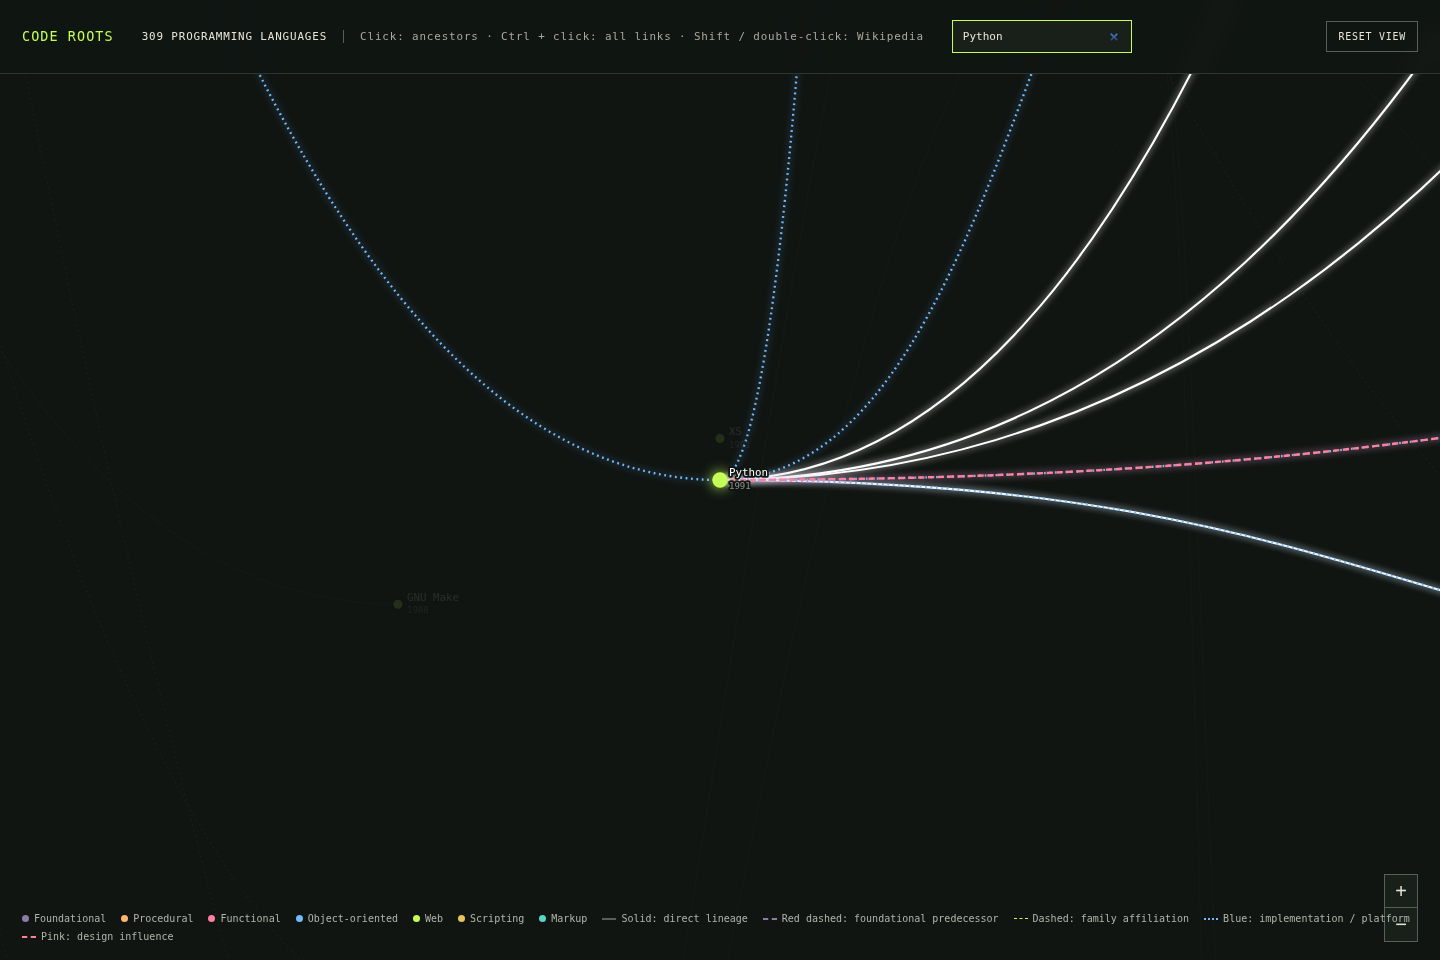 CODE ROOTS
309 PROGRAMMING LANGUAGES
Click: ancestors · Ctrl + click: all links · Shift / double-click: Wikipedia
Python
RESET VIEW
XS
Python
1991
GNU Make
1988
+
−
Foundational
Procedural
Functional
Object-oriented
Web
Scripting
Markup
Solid: direct lineage
Red dashed: foundational predecessor
Dashed: family affiliation
Blue: implementation / platform
Pink: design influence